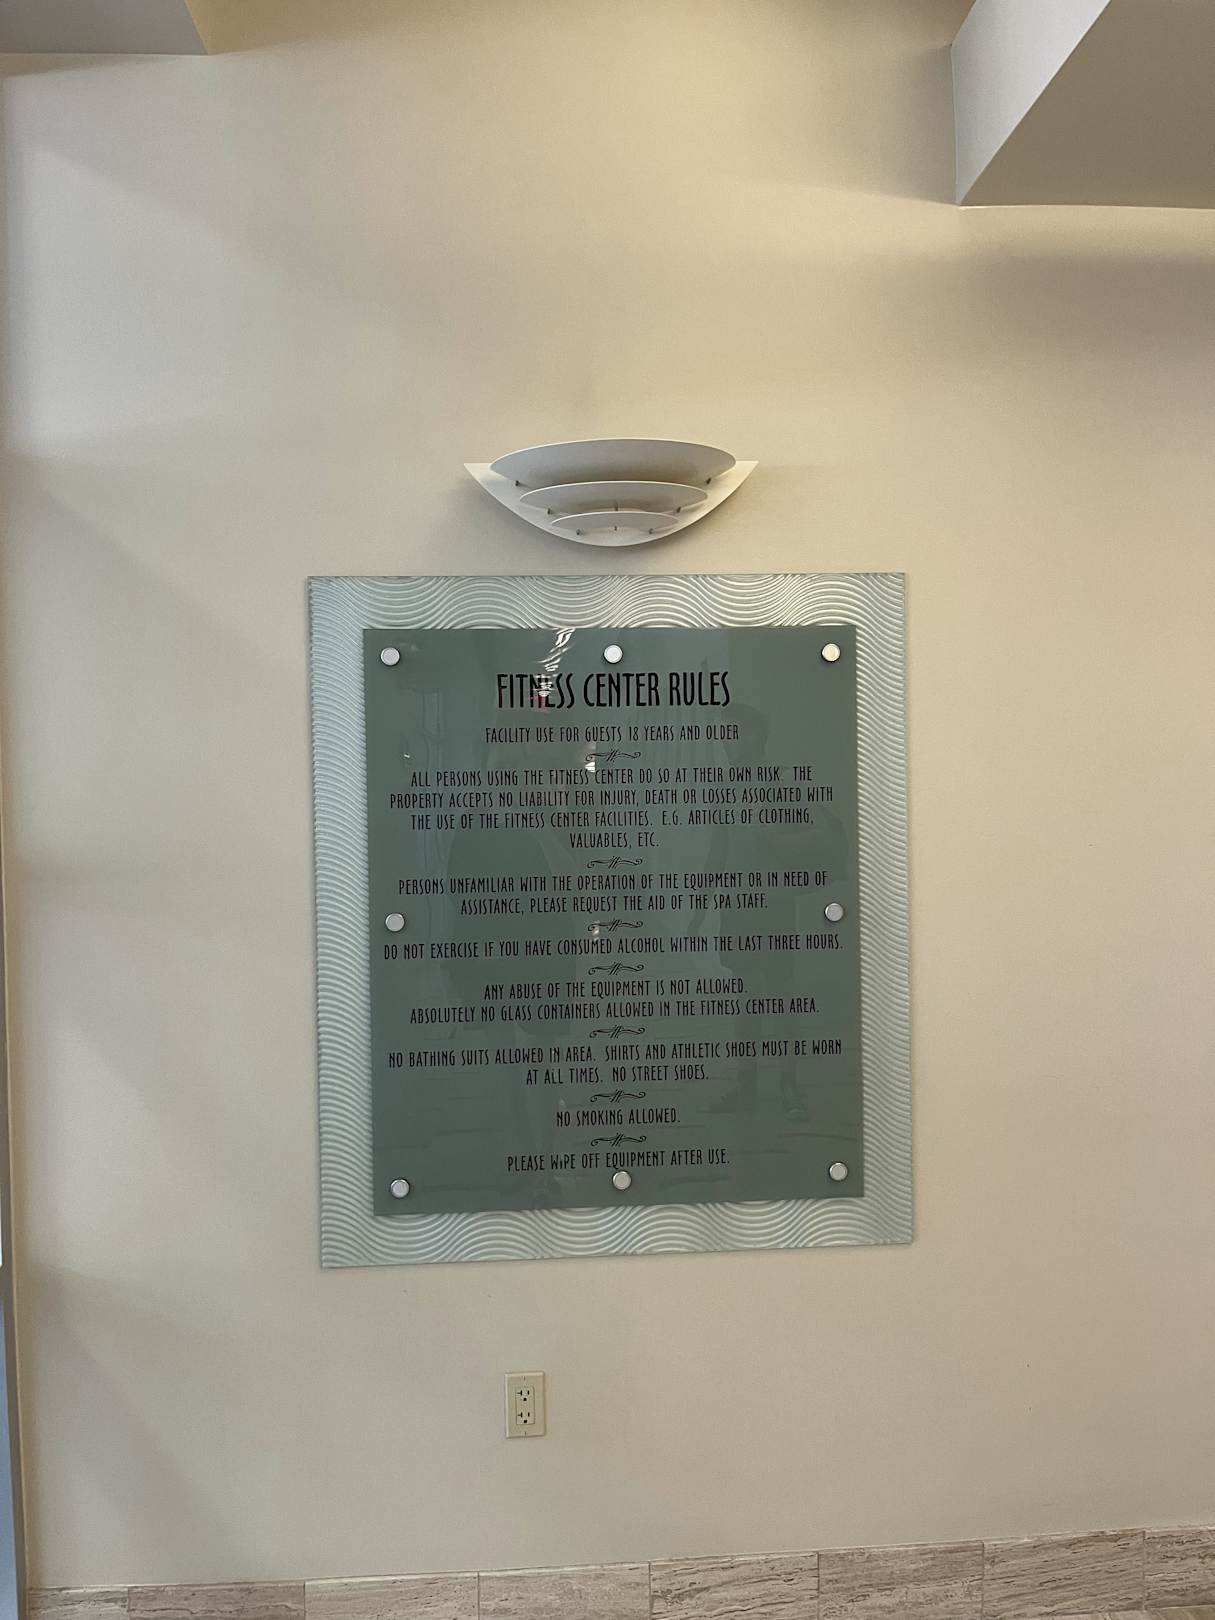 FITNESS CENTER RULES
FACILITY USE FOR GUESTS 18 YEARS AND OLDER
ALL PERSONS USING THE FITNESS CENTER DO SO AT THEIR OWN RISK. THE
PROPERTY ACCEPTS NO LIABILITY FOR INJURY, DEATH OR LOSSES ASSOCIATED WITH
THE USE OF THE FITNESS CENTER FACILITIES. E.G. ARTICLES OF CLOTHING,
VALUABLES, ETC.
PERSONS UNFAMILIAR WITH THE OPERATION OF THE EQUIPMENT OR IN NEED OF
ASSISTANCE, PLEASE REQUEST THE AID OF THE SPA STAFF.
DO NOT EXERCISE IF YOU HAVE CONSUMED ALCOHOL WITHIN THE LAST THREE HOURS.
ANY ABUSE OF THE EQUIPMENT IS NOT ALLOWED.
ABSOLUTELY NO GLASS CONTAINERS ALLOWED IN THE FITNESS CENTER AREA.
NO BATHING SUITS ALLOWED IN AREA. SHIRTS AND ATHLETIC SHOES MUST BE WORN
AT ALL TIMES. NO STREET SHOES.
NO SMOKING ALLOWED.
PLEASE WIPE OFF EQUIPMENT AFTER USE.